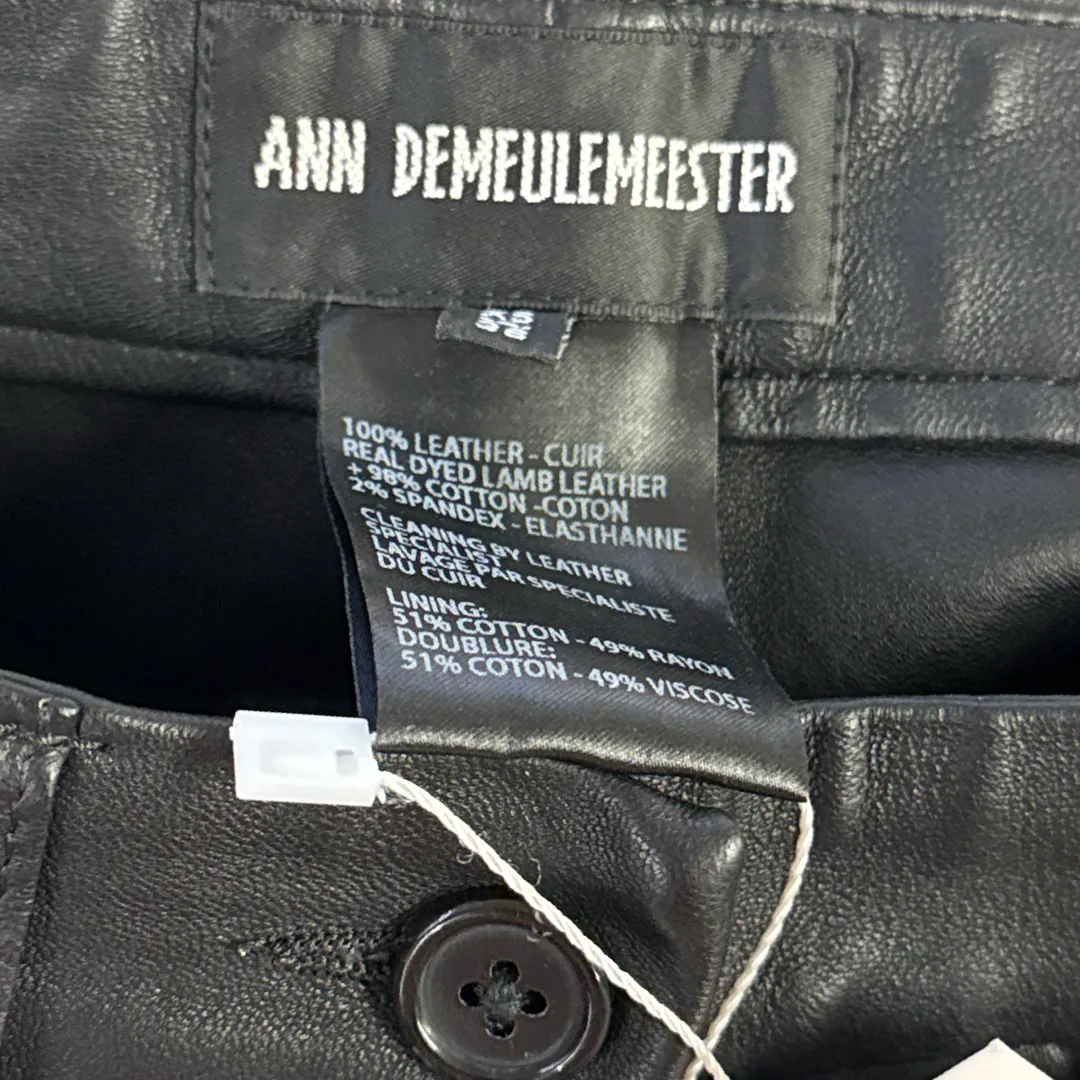 ANN DEMEULEMEESTER
100% LEATHER - CUIR
REAL DYED LAMB LEATHER
+ 98% COTTON -COTON
2% SPANDEX - ELASTHANNE
CLEANING BY LEATHER
SPECIALIST
LAVAGE PAR SPECIALISTE
DU CUIR
LINING:
51% COTTON - 49% RAYON
DOUBLURE:
51% COTON - 49% VISCOSE